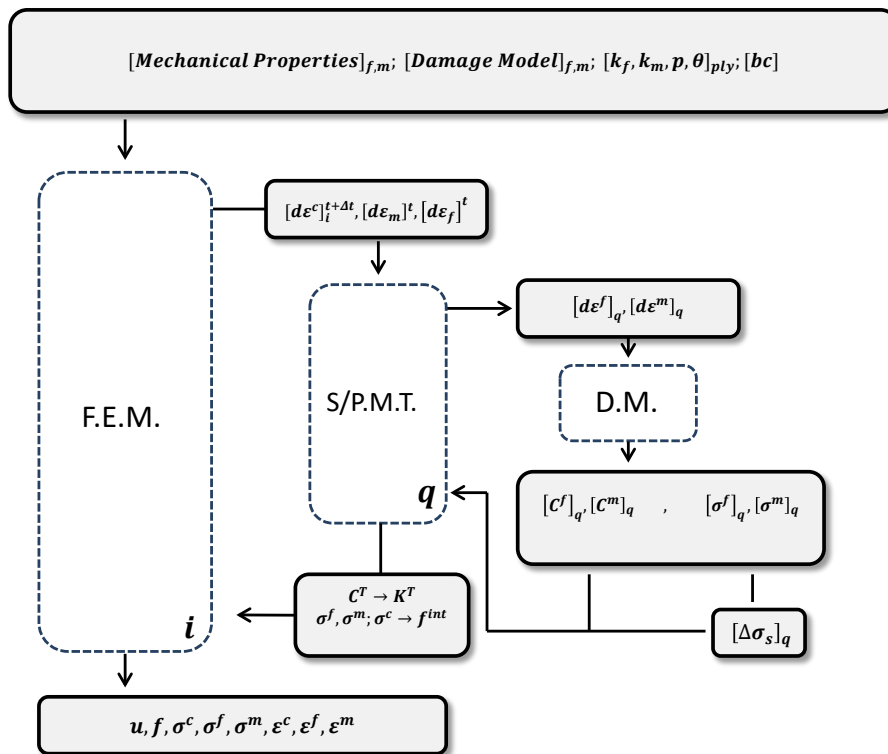 [Mechanical Properties]_{f,m}; [Damage Model]_{f,m}; [k_f, k_m, p, θ]_{ply}; [bc]
[dε^c]_i^{t+Δt}, [dε_m]^t, [dε_f]^t
[dε^f]_q, [dε^m]_q
F.E.M.
S/P.M.T.
D.M.
q
[C^f]_q, [C^m]_q , [σ^f]_q, [σ^m]_q
C^T → K^T
σ^f, σ^m; σ^c → f^{int}
i
[Δσ_s]_q
u, f, σ^c, σ^f, σ^m, ε^c, ε^f, ε^m